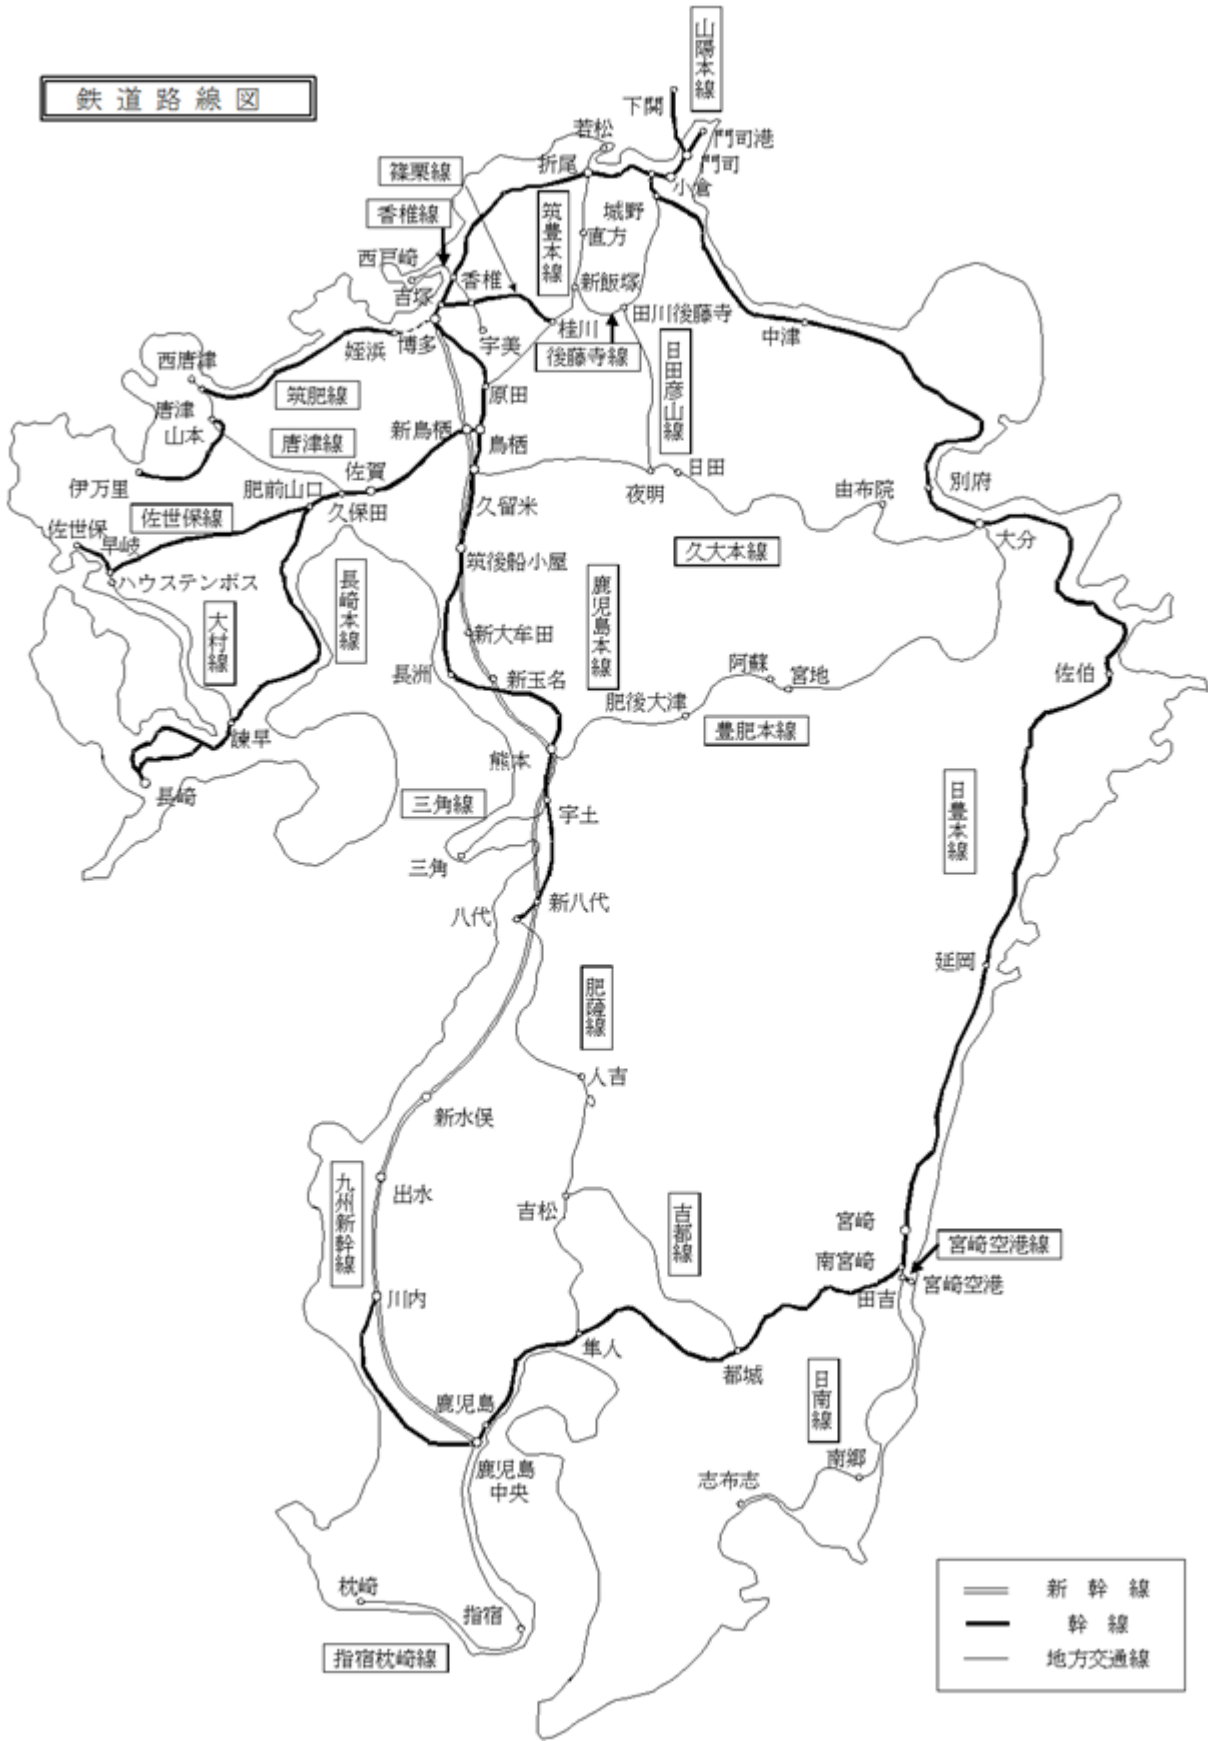 鉄道路線図
山陽本線
下関
門司港
門司
若松
折尾
小倉
篠栗線
香椎線
筑豊本線
城野
直方
西戸崎
香椎
新飯塚
吉塚
田川後藤寺
桂川
姪浜
博多
宇美
後藤寺線
中津
西唐津
筑肥線
原田
日田彦山線
唐津
山本
唐津線
新鳥栖
鳥栖
佐賀
日田
伊万里
肥前山口
久保田
久留米
夜明
由布院
別府
佐世保線
佐世保
早岐
大分
久大本線
ハウステンボス
筑後船小屋
大村線
長崎本線
鹿児島本線
新大牟田
長洲
新玉名
阿蘇
宮地
佐伯
肥後大津
諫早
豊肥本線
熊本
長崎
三角線
宇土
日豊本線
三角
八代
新八代
延岡
肥薩線
人吉
新水俣
九州新幹線
出水
吉松
吉都線
宮崎
南宮崎
宮崎空港線
田吉
宮崎空港
川内
隼人
都城
日南線
鹿児島
鹿児島
中央
南郷
志布志
枕崎
指宿
指宿枕崎線
新幹線
幹線
地方交通線